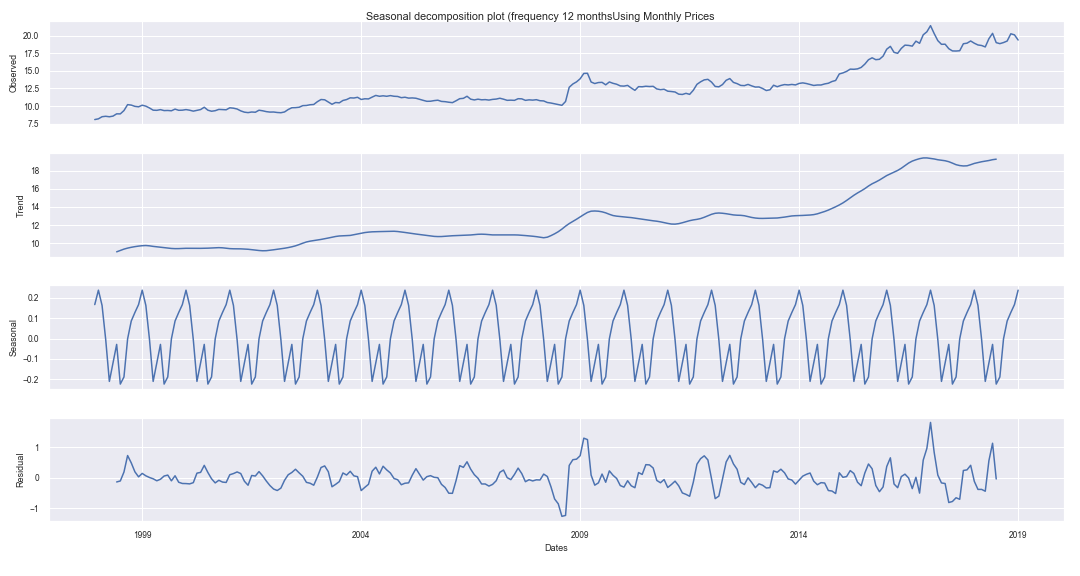 Seasonal decomposition plot (frequency 12 monthsUsing Monthly Prices
Observed
20.0
17.5
15.0
12.5
10.0
7.5
Trend
18
16
14
12
10
Seasonal
0.2
0.1
0.0
−0.1
−0.2
Residual
1
0
−1
1999 2004 2009 2014 2019
Dates